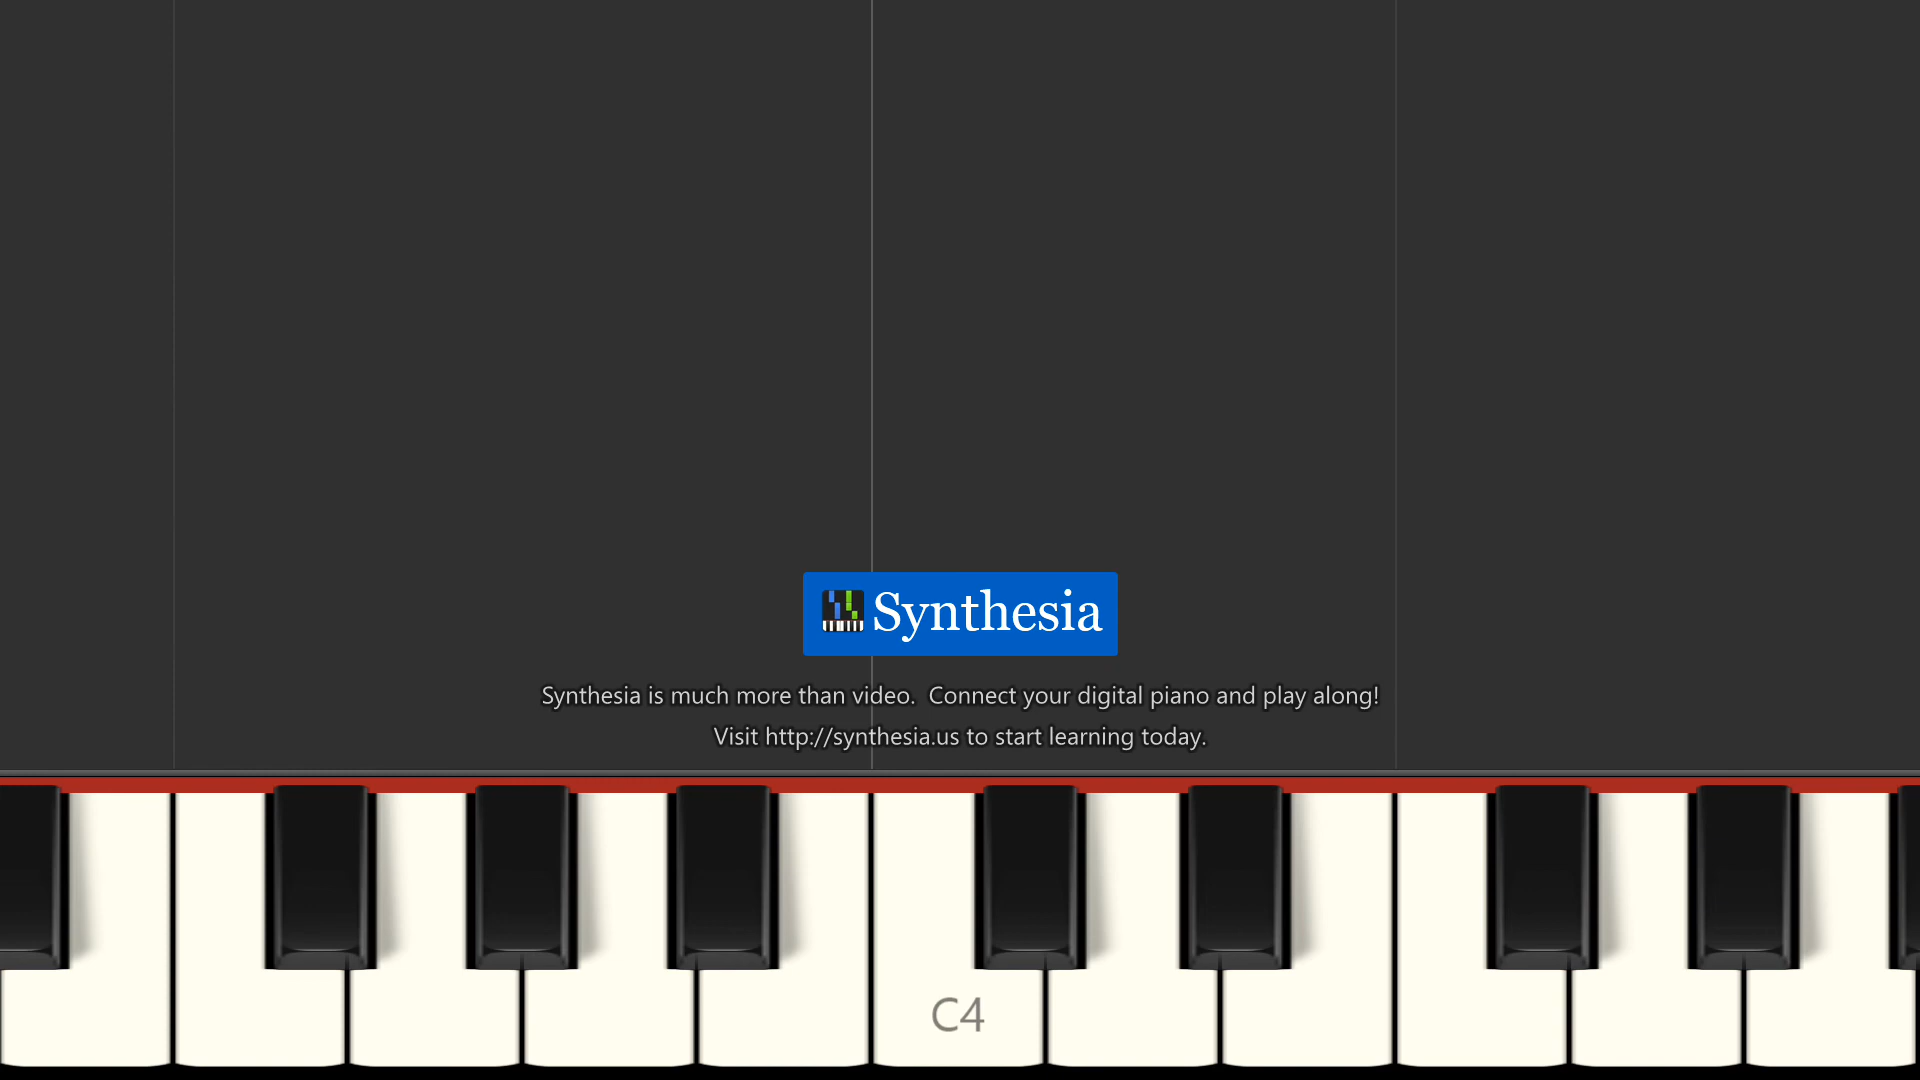 Synthesia
Synthesia is much more than video.  Connect your digital piano and play along!
Visit http://synthesia.us to start learning today.
C4